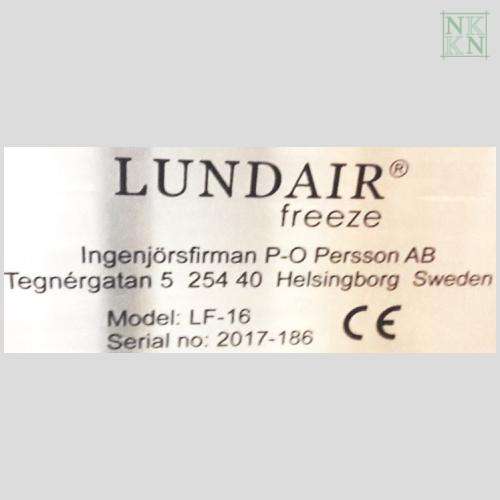 NK
KN
LUNDAIR®
freeze
Ingenjörsfirman P-O Persson AB
Tegnérgatan 5 254 40 Helsingborg Sweden
Model: LF-16 CE
Serial no: 2017-186